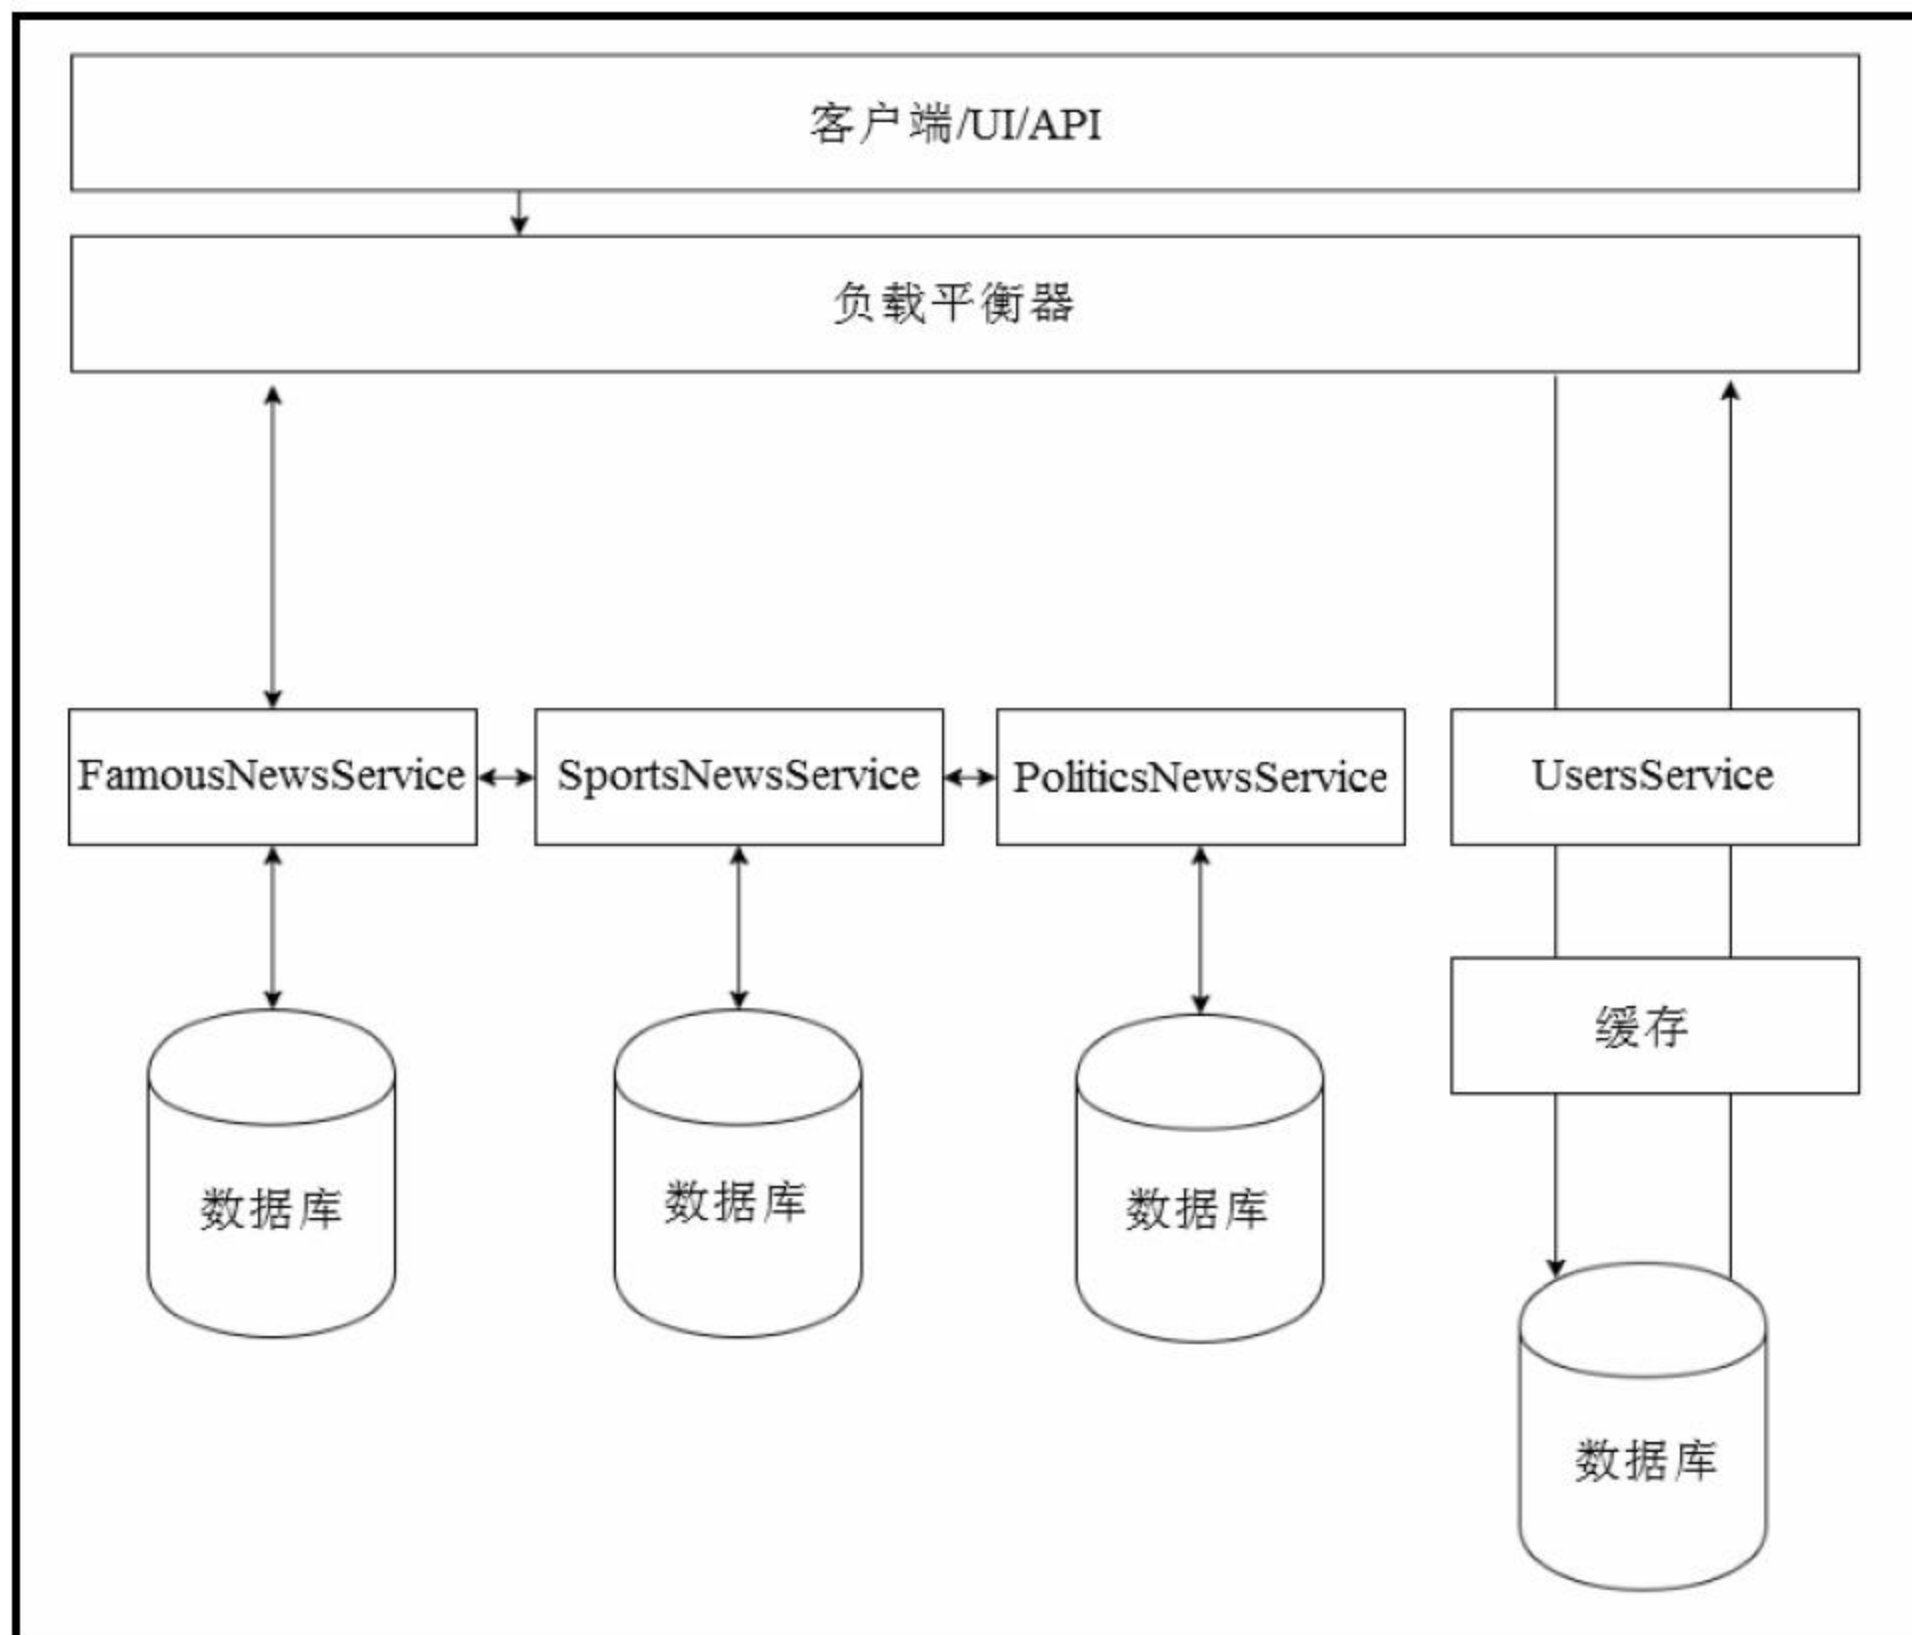 客户端/UI/API
负载平衡器
FamousNewsService
SportsNewsService
PoliticsNewsService
UsersService
缓存
数据库
数据库
数据库
数据库